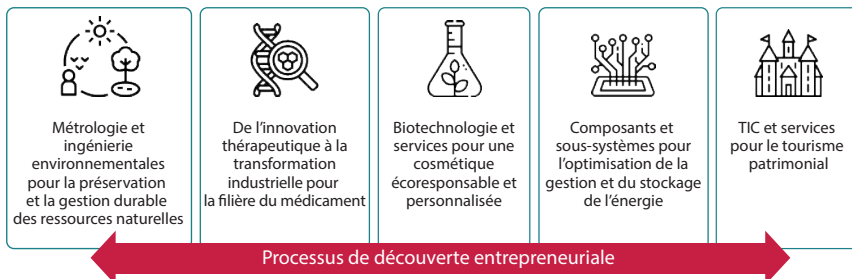 Métrologie et
ingénierie
environnementales
pour la préservation
et la gestion durable
des ressources naturelles
De l’innovation
thérapeutique à la
transformation
industrielle pour
la filière du médicament
Biotechnologie et
services pour une
cosmétique
écoresponsable et
personnalisée
Composants et
sous-systèmes pour
l’optimisation de la
gestion et du stockage
de l’énergie
TIC et services
pour le tourisme
patrimonial
Processus de découverte entrepreneuriale